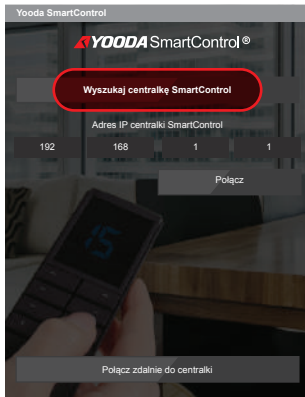 Yooda SmartControl
YOODA SmartControl ®
Wyszukaj centralkę SmartControl
Adres IP centralki SmartControl
192 168 1 1
Połącz
15
Połącz zdalnie do centralki